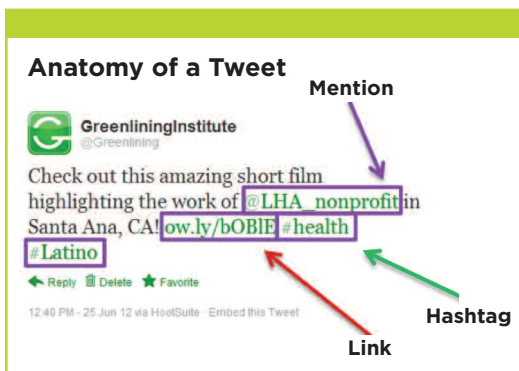 Anatomy of a Tweet
Mention
GreenliningInstitute
@Greenlining
Check out this amazing short film
highlighting the work of @LHA_nonprofit in
Santa Ana, CA! ow.ly/bOBlE #health
#Latino
Reply Delete Favorite
12:40 PM - 25 Jun 12 via HootSuite · Embed this Tweet
Hashtag
Link